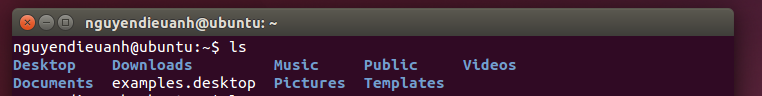 nguyendieuanh@ubuntu: ~
nguyendieuanh@ubuntu:~$ ls
Desktop Downloads Music Public Videos
Documents examples.desktop Pictures Templates